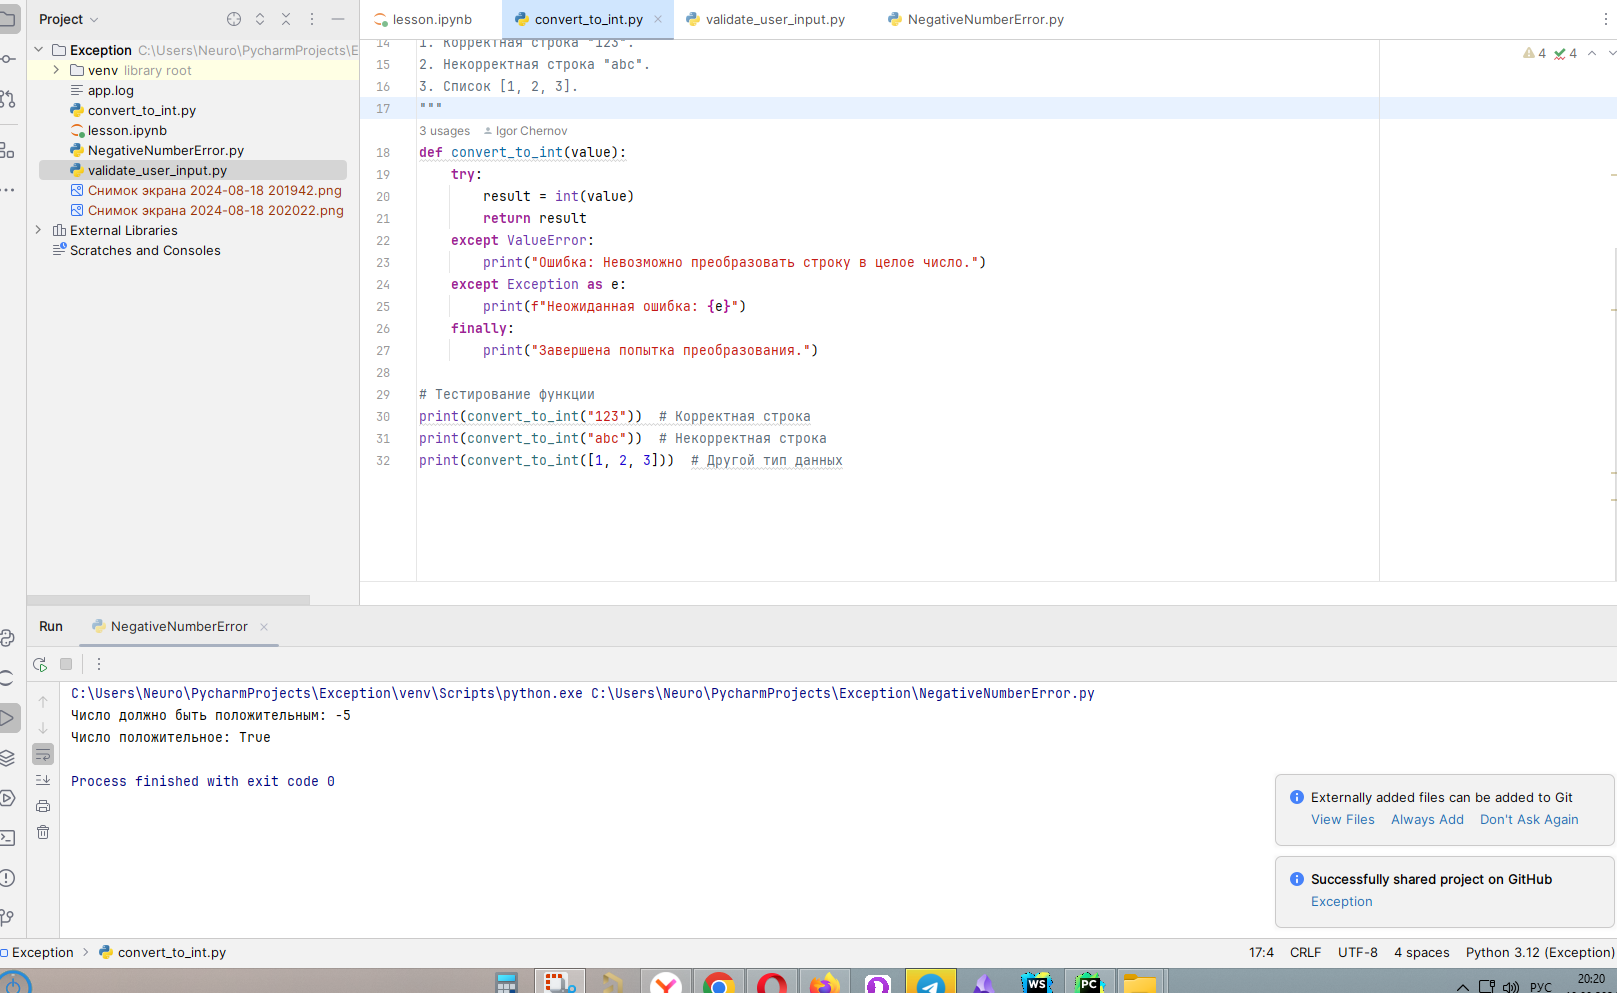 Project
lesson.ipynb
convert_to_int.py
validate_user_input.py
NegativeNumberError.py
Exception C:\Users\Neuro\PycharmProjects\E
venv library root
app.log
convert_to_int.py
lesson.ipynb
NegativeNumberError.py
validate_user_input.py
Снимок экрана 2024-08-18 201942.png
Снимок экрана 2024-08-18 202022.png
External Libraries
Scratches and Consoles
4 4
14 1. Корректная строка "123".
15 2. Некорректная строка "abc".
16 3. Список [1, 2, 3].
17 """
3 usages Igor Chernov
18 def convert_to_int(value):
19 try:
20 result = int(value)
21 return result
22 except ValueError:
23 print("Ошибка: Невозможно преобразовать строку в целое число.")
24 except Exception as e:
25 print(f"Неожиданная ошибка: {e}")
26 finally:
27 print("Завершена попытка преобразования.")
28
29 # Тестирование функции
30 print(convert_to_int("123")) # Корректная строка
31 print(convert_to_int("abc")) # Некорректная строка
32 print(convert_to_int([1, 2, 3])) # Другой тип данных
Run NegativeNumberError
C:\Users\Neuro\PycharmProjects\Exception\venv\Scripts\python.exe C:\Users\Neuro\PycharmProjects\Exception\NegativeNumberError.py
Число должно быть положительным: -5
Число положительное: True
Process finished with exit code 0
Externally added files can be added to Git
View Files Always Add Don't Ask Again
Successfully shared project on GitHub
Exception
Exception convert_to_int.py
17:4 CRLF UTF-8 4 spaces Python 3.12 (Exception)
WS PC РУС 20:20